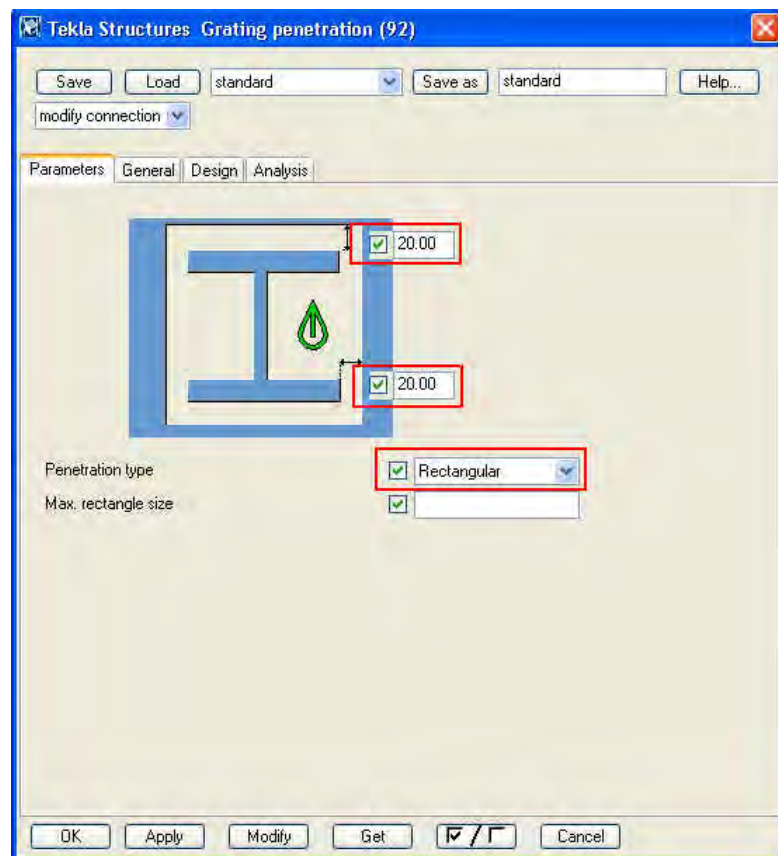 Tekla Structures Grating penetration (92)
Save Load standard Save as standard Help...
modify connection
Parameters General Design Analysis
20.00
20.00
Penetration type Rectangular
Max. rectangle size
OK Apply Modify Get / Cancel